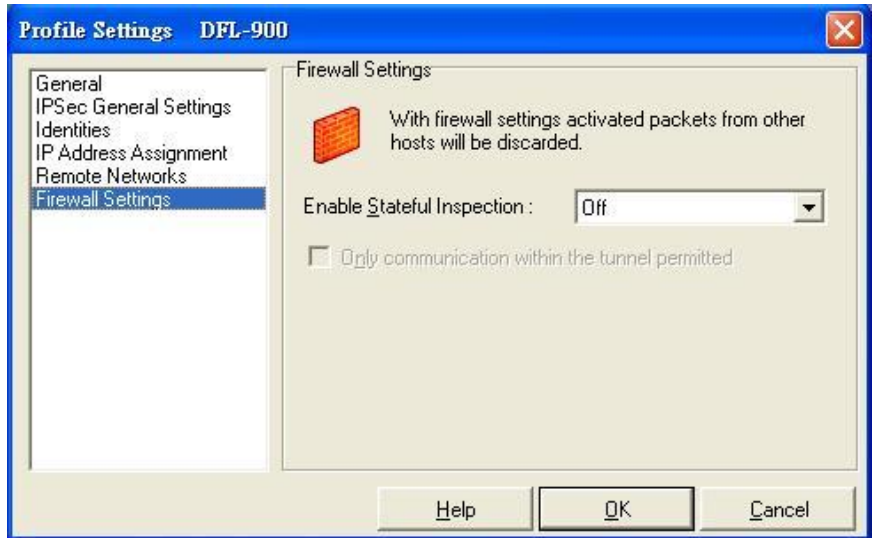 Profile Settings DFL-900
General
IPSec General Settings
Identities
IP Address Assignment
Remote Networks
Firewall Settings
Firewall Settings
With firewall settings activated packets from other
hosts will be discarded.
Enable Stateful Inspection :
Off
Only communication within the tunnel permitted
Help
OK
Cancel